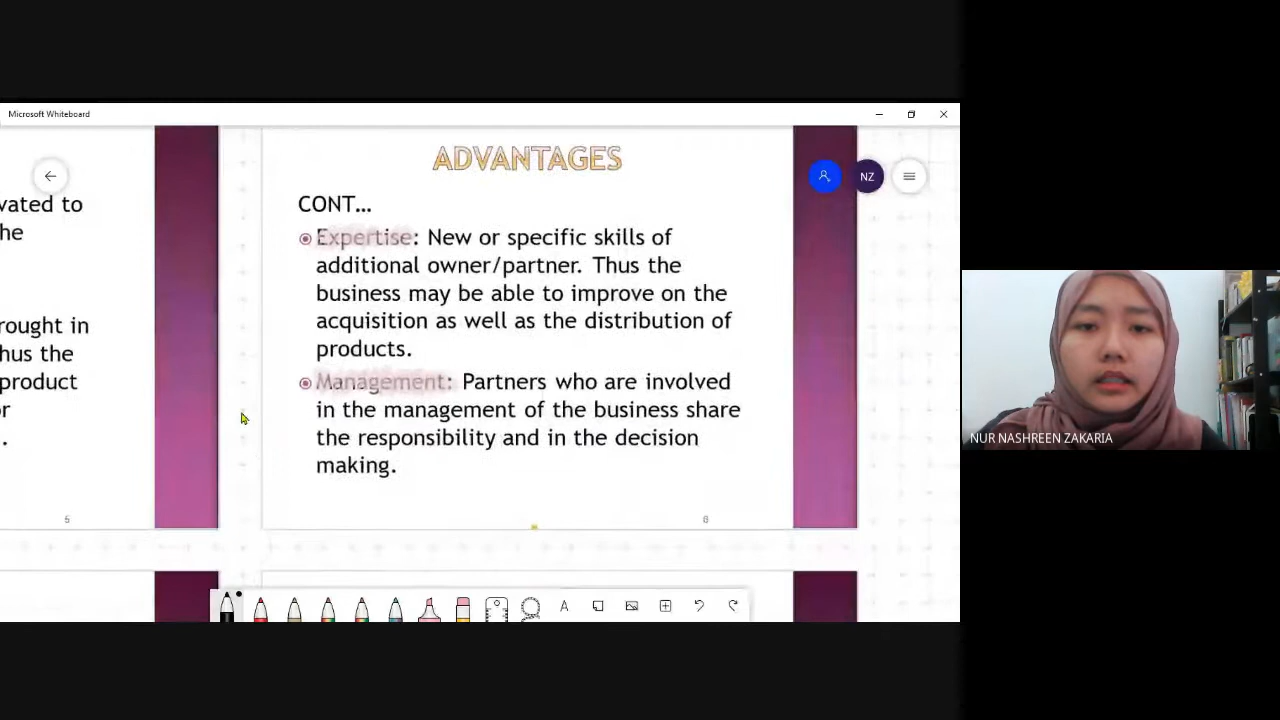 Microsoft Whiteboard
vated to
he
rought in
hus the
product
or
.
5
ADVANTAGES
NZ
CONT...
Expertise: New or specific skills of
additional owner/partner. Thus the
business may be able to improve on the
acquisition as well as the distribution of
products.
Management: Partners who are involved
in the management of the business share
the responsibility and in the decision
making.
6
A
NUR NASHREEN ZAKARIA